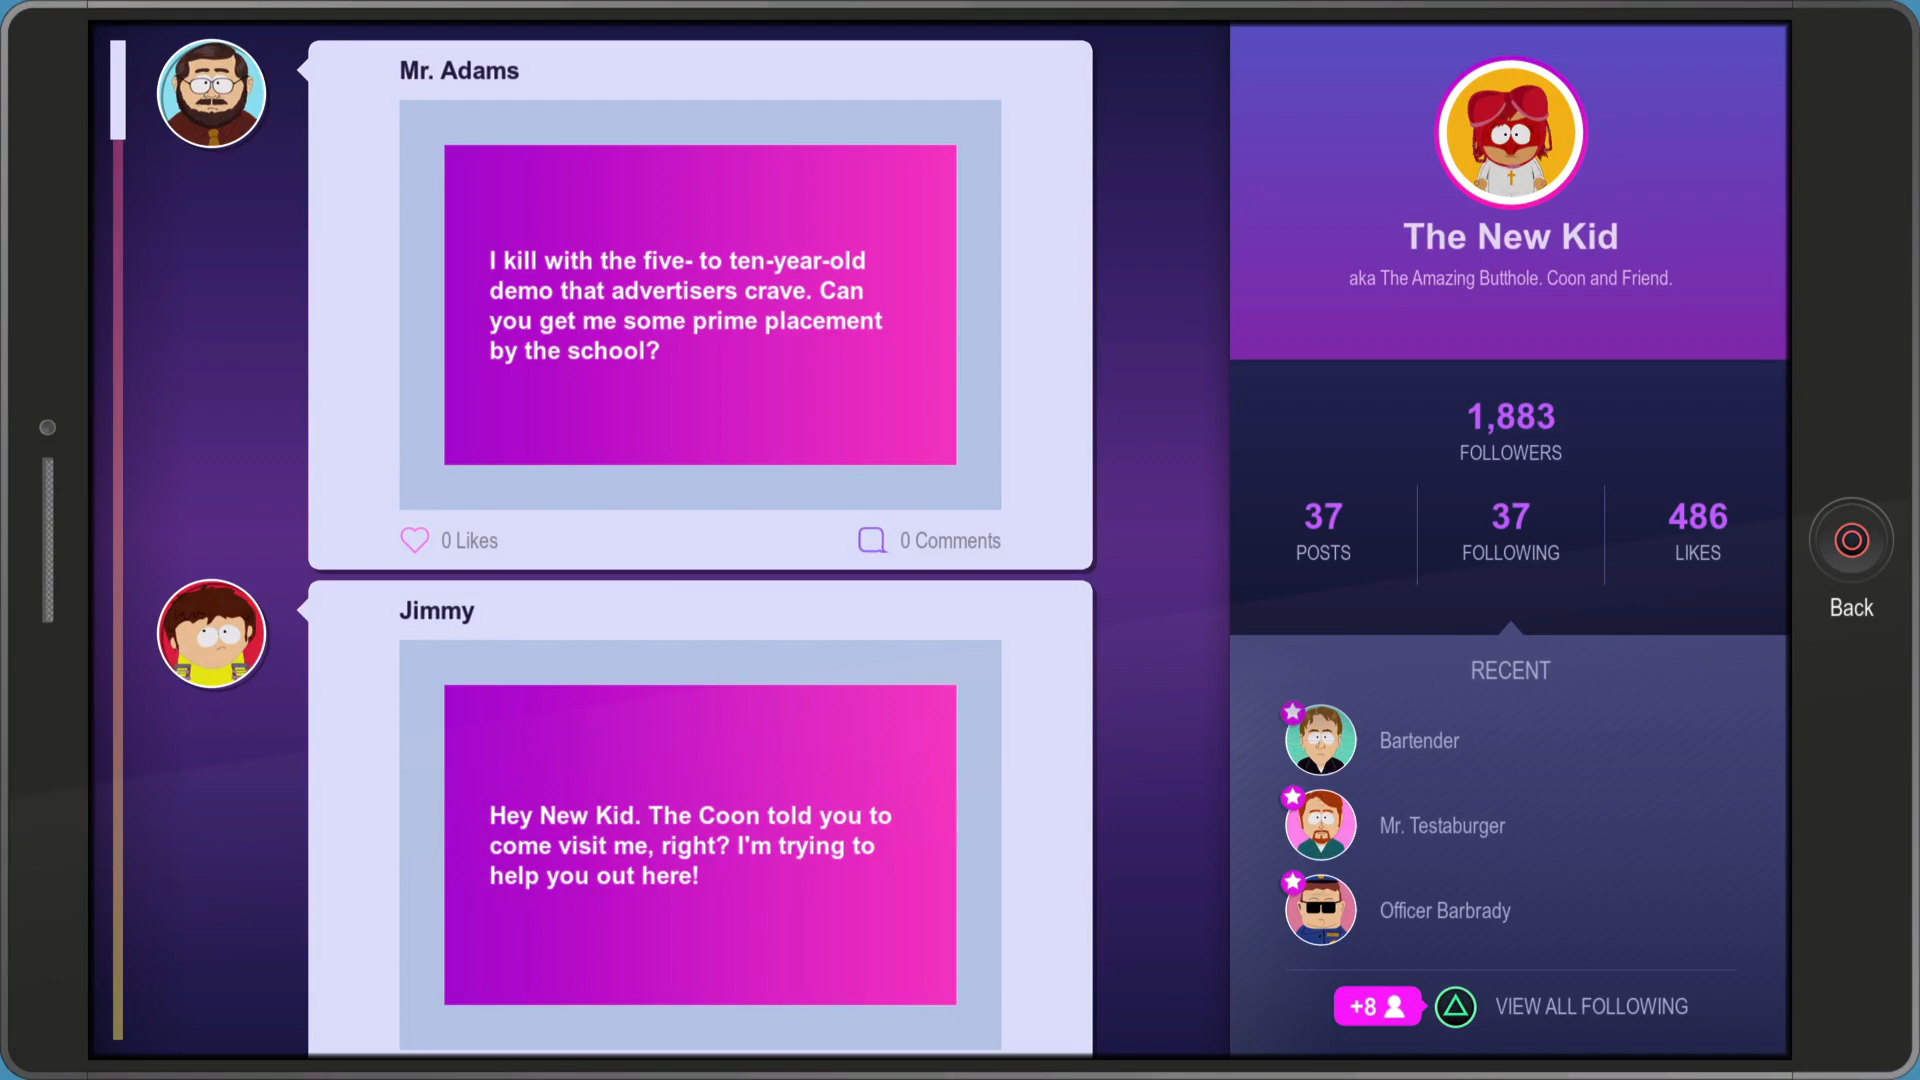 Mr. Adams
I kill with the five- to ten-year-old
demo that advertisers crave. Can
you get me some prime placement
by the school?
0 Likes
0 Comments
Jimmy
Hey New Kid. The Coon told you to
come visit me, right? I'm trying to
help you out here!
The New Kid
aka The Amazing Butthole. Coon and Friend.
1,883
FOLLOWERS
37
POSTS
37
FOLLOWING
486
LIKES
RECENT
Bartender
Mr. Testaburger
Officer Barbrady
+8
VIEW ALL FOLLOWING
Back